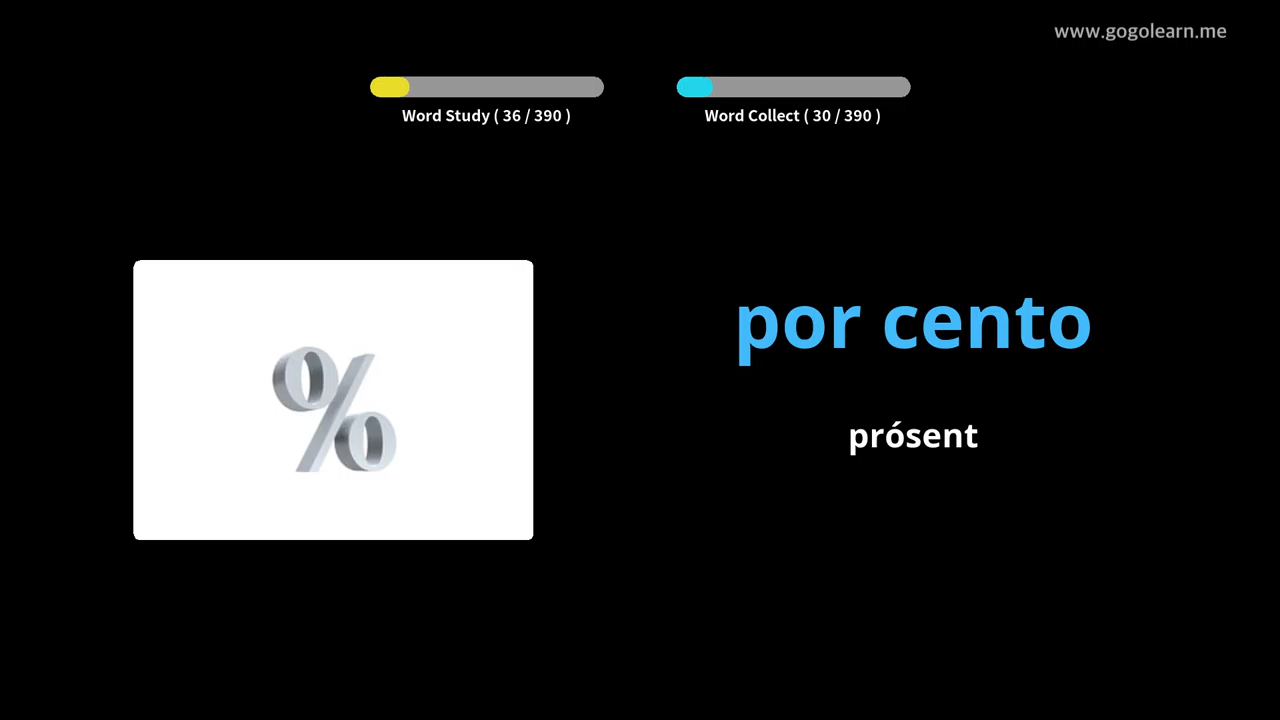 www.gogolearn.me
Word Study ( 36 / 390 )
Word Collect ( 30 / 390 )
%
por cento
prósent